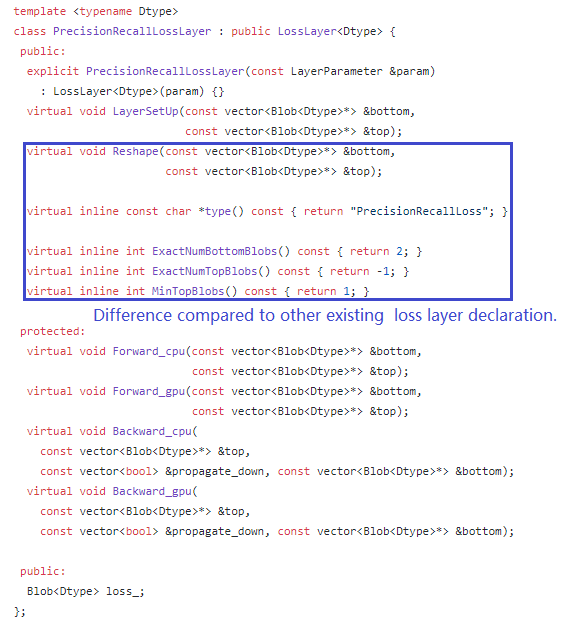 template <typename Dtype>
class PrecisionRecallLossLayer : public LossLayer<Dtype> {
 public:
  explicit PrecisionRecallLossLayer(const LayerParameter &param)
    : LossLayer<Dtype>(param) {}
  virtual void LayerSetUp(const vector<Blob<Dtype>*> &bottom,
                          const vector<Blob<Dtype>*> &top);
  virtual void Reshape(const vector<Blob<Dtype>*> &bottom,
                       const vector<Blob<Dtype>*> &top);
  virtual inline const char *type() const { return "PrecisionRecallLoss"; }
  virtual inline int ExactNumBottomBlobs() const { return 2; }
  virtual inline int ExactNumTopBlobs() const { return -1; }
  virtual inline int MinTopBlobs() const { return 1; }
Difference compared to other existing loss layer declaration.
 protected:
  virtual void Forward_cpu(const vector<Blob<Dtype>*> &bottom,
                           const vector<Blob<Dtype>*> &top);
  virtual void Forward_gpu(const vector<Blob<Dtype>*> &bottom,
                           const vector<Blob<Dtype>*> &top);
  virtual void Backward_cpu(
    const vector<Blob<Dtype>*> &top,
    const vector<bool> &propagate_down, const vector<Blob<Dtype>*> &bottom);
  virtual void Backward_gpu(
    const vector<Blob<Dtype>*> &top,
    const vector<bool> &propagate_down, const vector<Blob<Dtype>*> &bottom);
 public:
  Blob<Dtype> loss_;
};